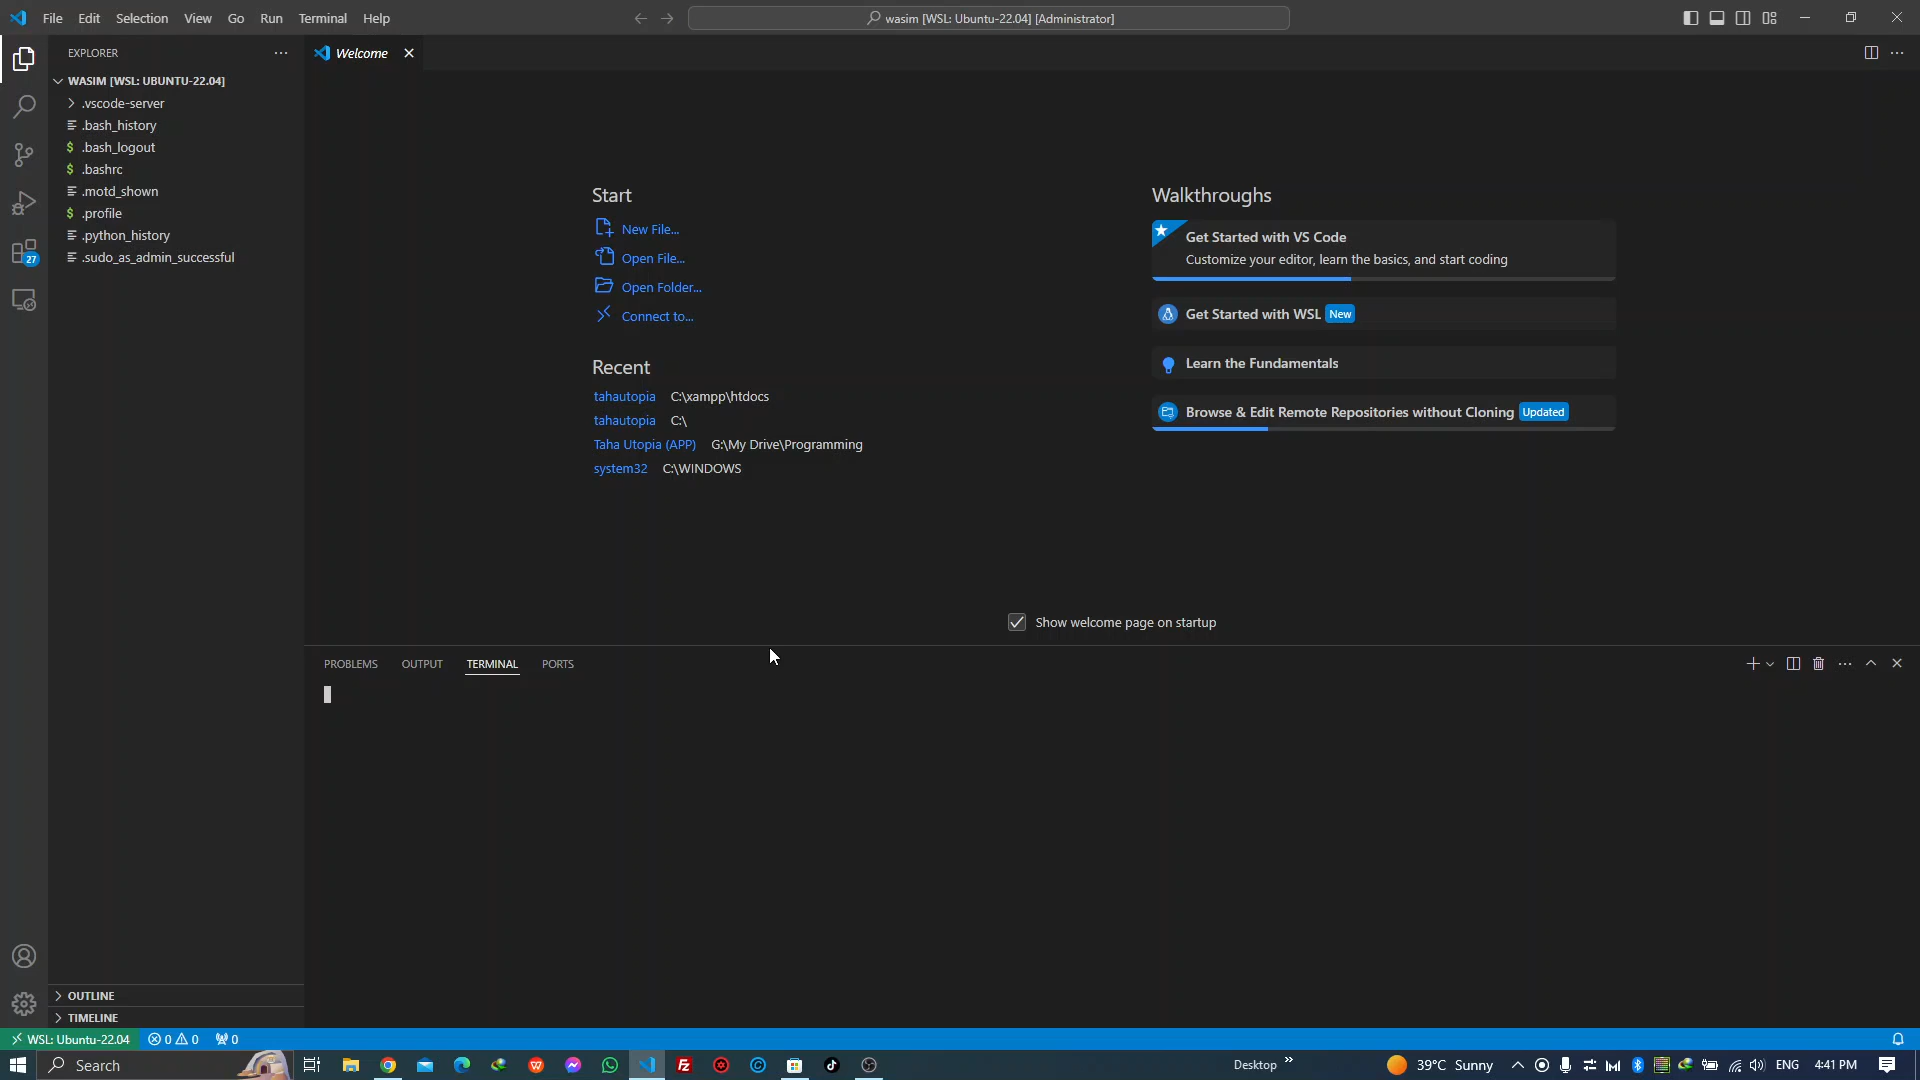 File Edit Selection View Go Run Terminal Help
wasim [WSL: Ubuntu-22.04] [Administrator]
EXPLORER
Welcome
WASIM [WSL: UBUNTU-22.04]
.vscode-server
.bash_history
.bash_logout
.bashrc
.motd_shown
.profile
.python_history
.sudo_as_admin_successful
27
Start
New File...
Open File...
Open Folder...
Connect to...
Recent
tahautopia C:\xampp\htdocs
tahautopia C:\
Taha Utopia (APP) G:\My Drive\Programming
system32 C:\WINDOWS
Walkthroughs
Get Started with VS Code
Customize your editor, learn the basics, and start coding
Get Started with WSL New
Learn the Fundamentals
Browse & Edit Remote Repositories without Cloning Updated
Show welcome page on startup
PROBLEMS OUTPUT TERMINAL PORTS
OUTLINE
TIMELINE
WSL: Ubuntu-22.04 0 0 0
Search
Desktop
39°C Sunny
ENG
4:41 PM